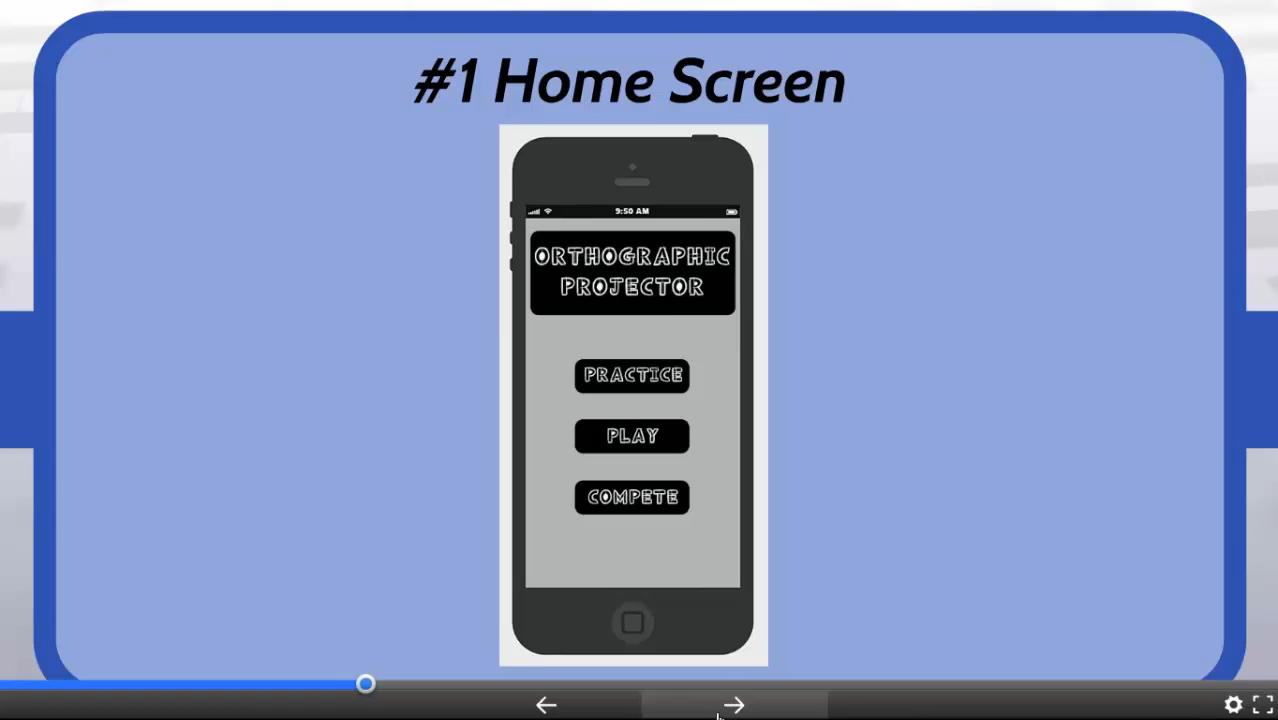 #1 Home Screen
9:50 AM
ORTHOGRAPHIC
PROJECTOR
PRACTICE
PLAY
COMPETE